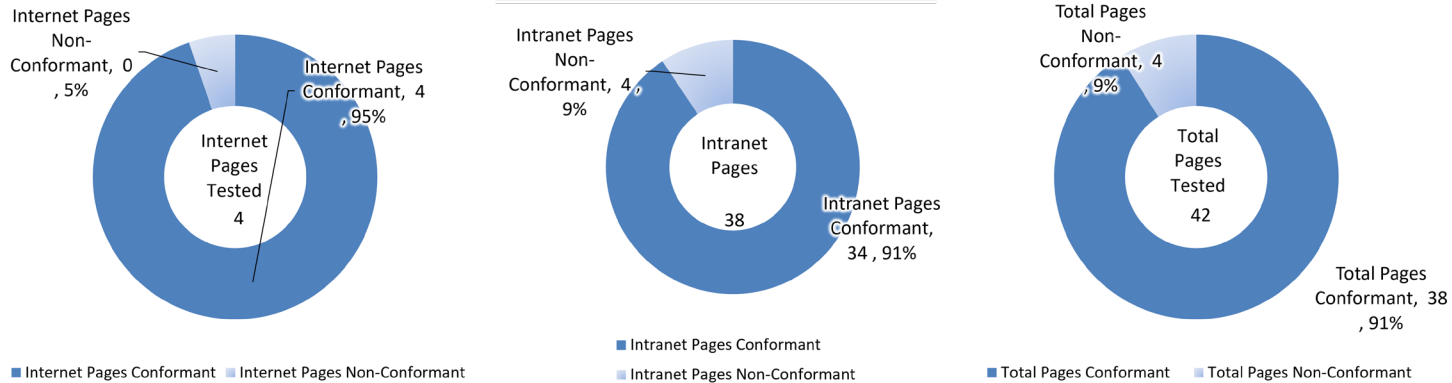 Internet Pages
Non-
Conformant, 0
, 5%
Internet Pages
Conformant, 4
, 95%
Internet
Pages
Tested
4
Internet Pages Conformant
Internet Pages Non-Conformant
Intranet Pages
Non-
Conformant, 4 ,
9%
Intranet
Pages
38
Intranet Pages
Conformant,
34 , 91%
Intranet Pages Conformant
Intranet Pages Non-Conformant
Total Pages
Non-
Conformant, 4
, 9%
Total
Pages
Tested
42
Total Pages
Conformant, 38
, 91%
Total Pages Conformant
Total Pages Non-Conformant